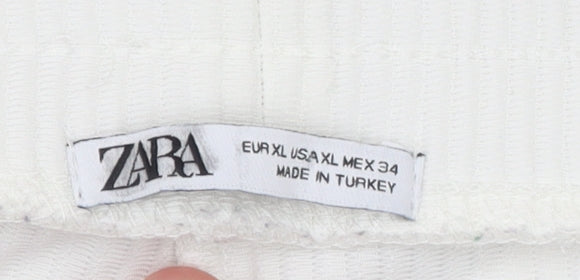 ZARA
EUR XL USA XL MEX 34
MADE IN TURKEY